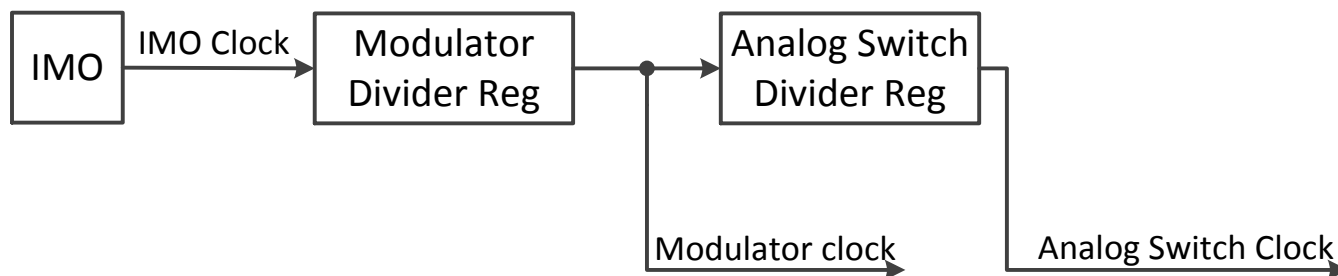 IMO
IMO Clock
Modulator
Divider Reg
Analog Switch
Divider Reg
Modulator clock
Analog Switch Clock